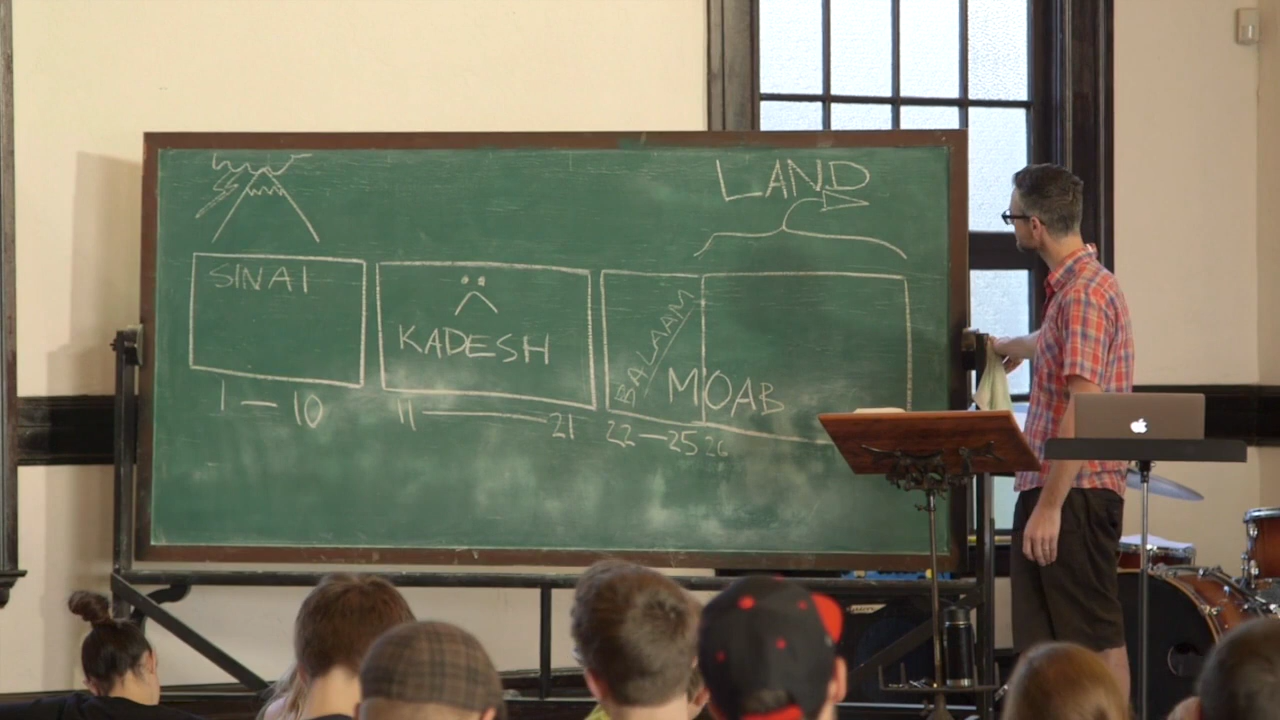 LAND
SINAI
KADESH
BALAAM
MOAB
1 — 10
11 — 21
22 — 25 26